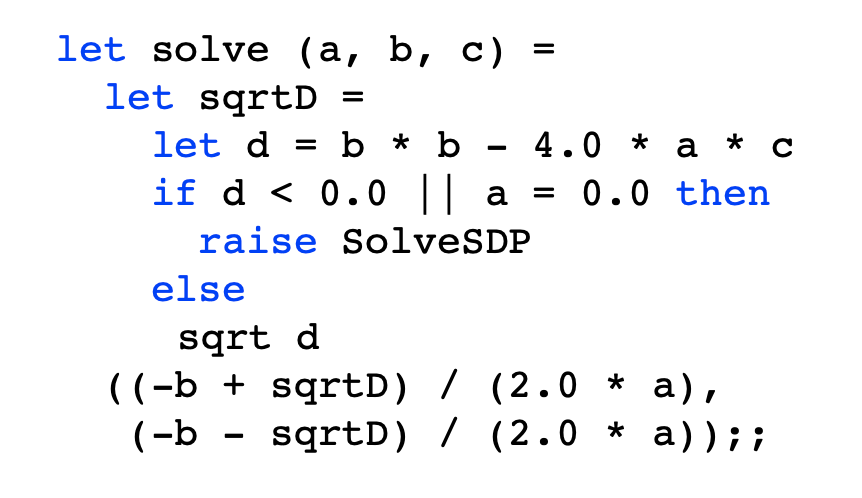 let solve (a, b, c) =
  let sqrtD =
    let d = b * b - 4.0 * a * c
    if d < 0.0 || a = 0.0 then
      raise SolveSDP
    else
     sqrt d
  ((-b + sqrtD) / (2.0 * a),
   (-b - sqrtD) / (2.0 * a));;